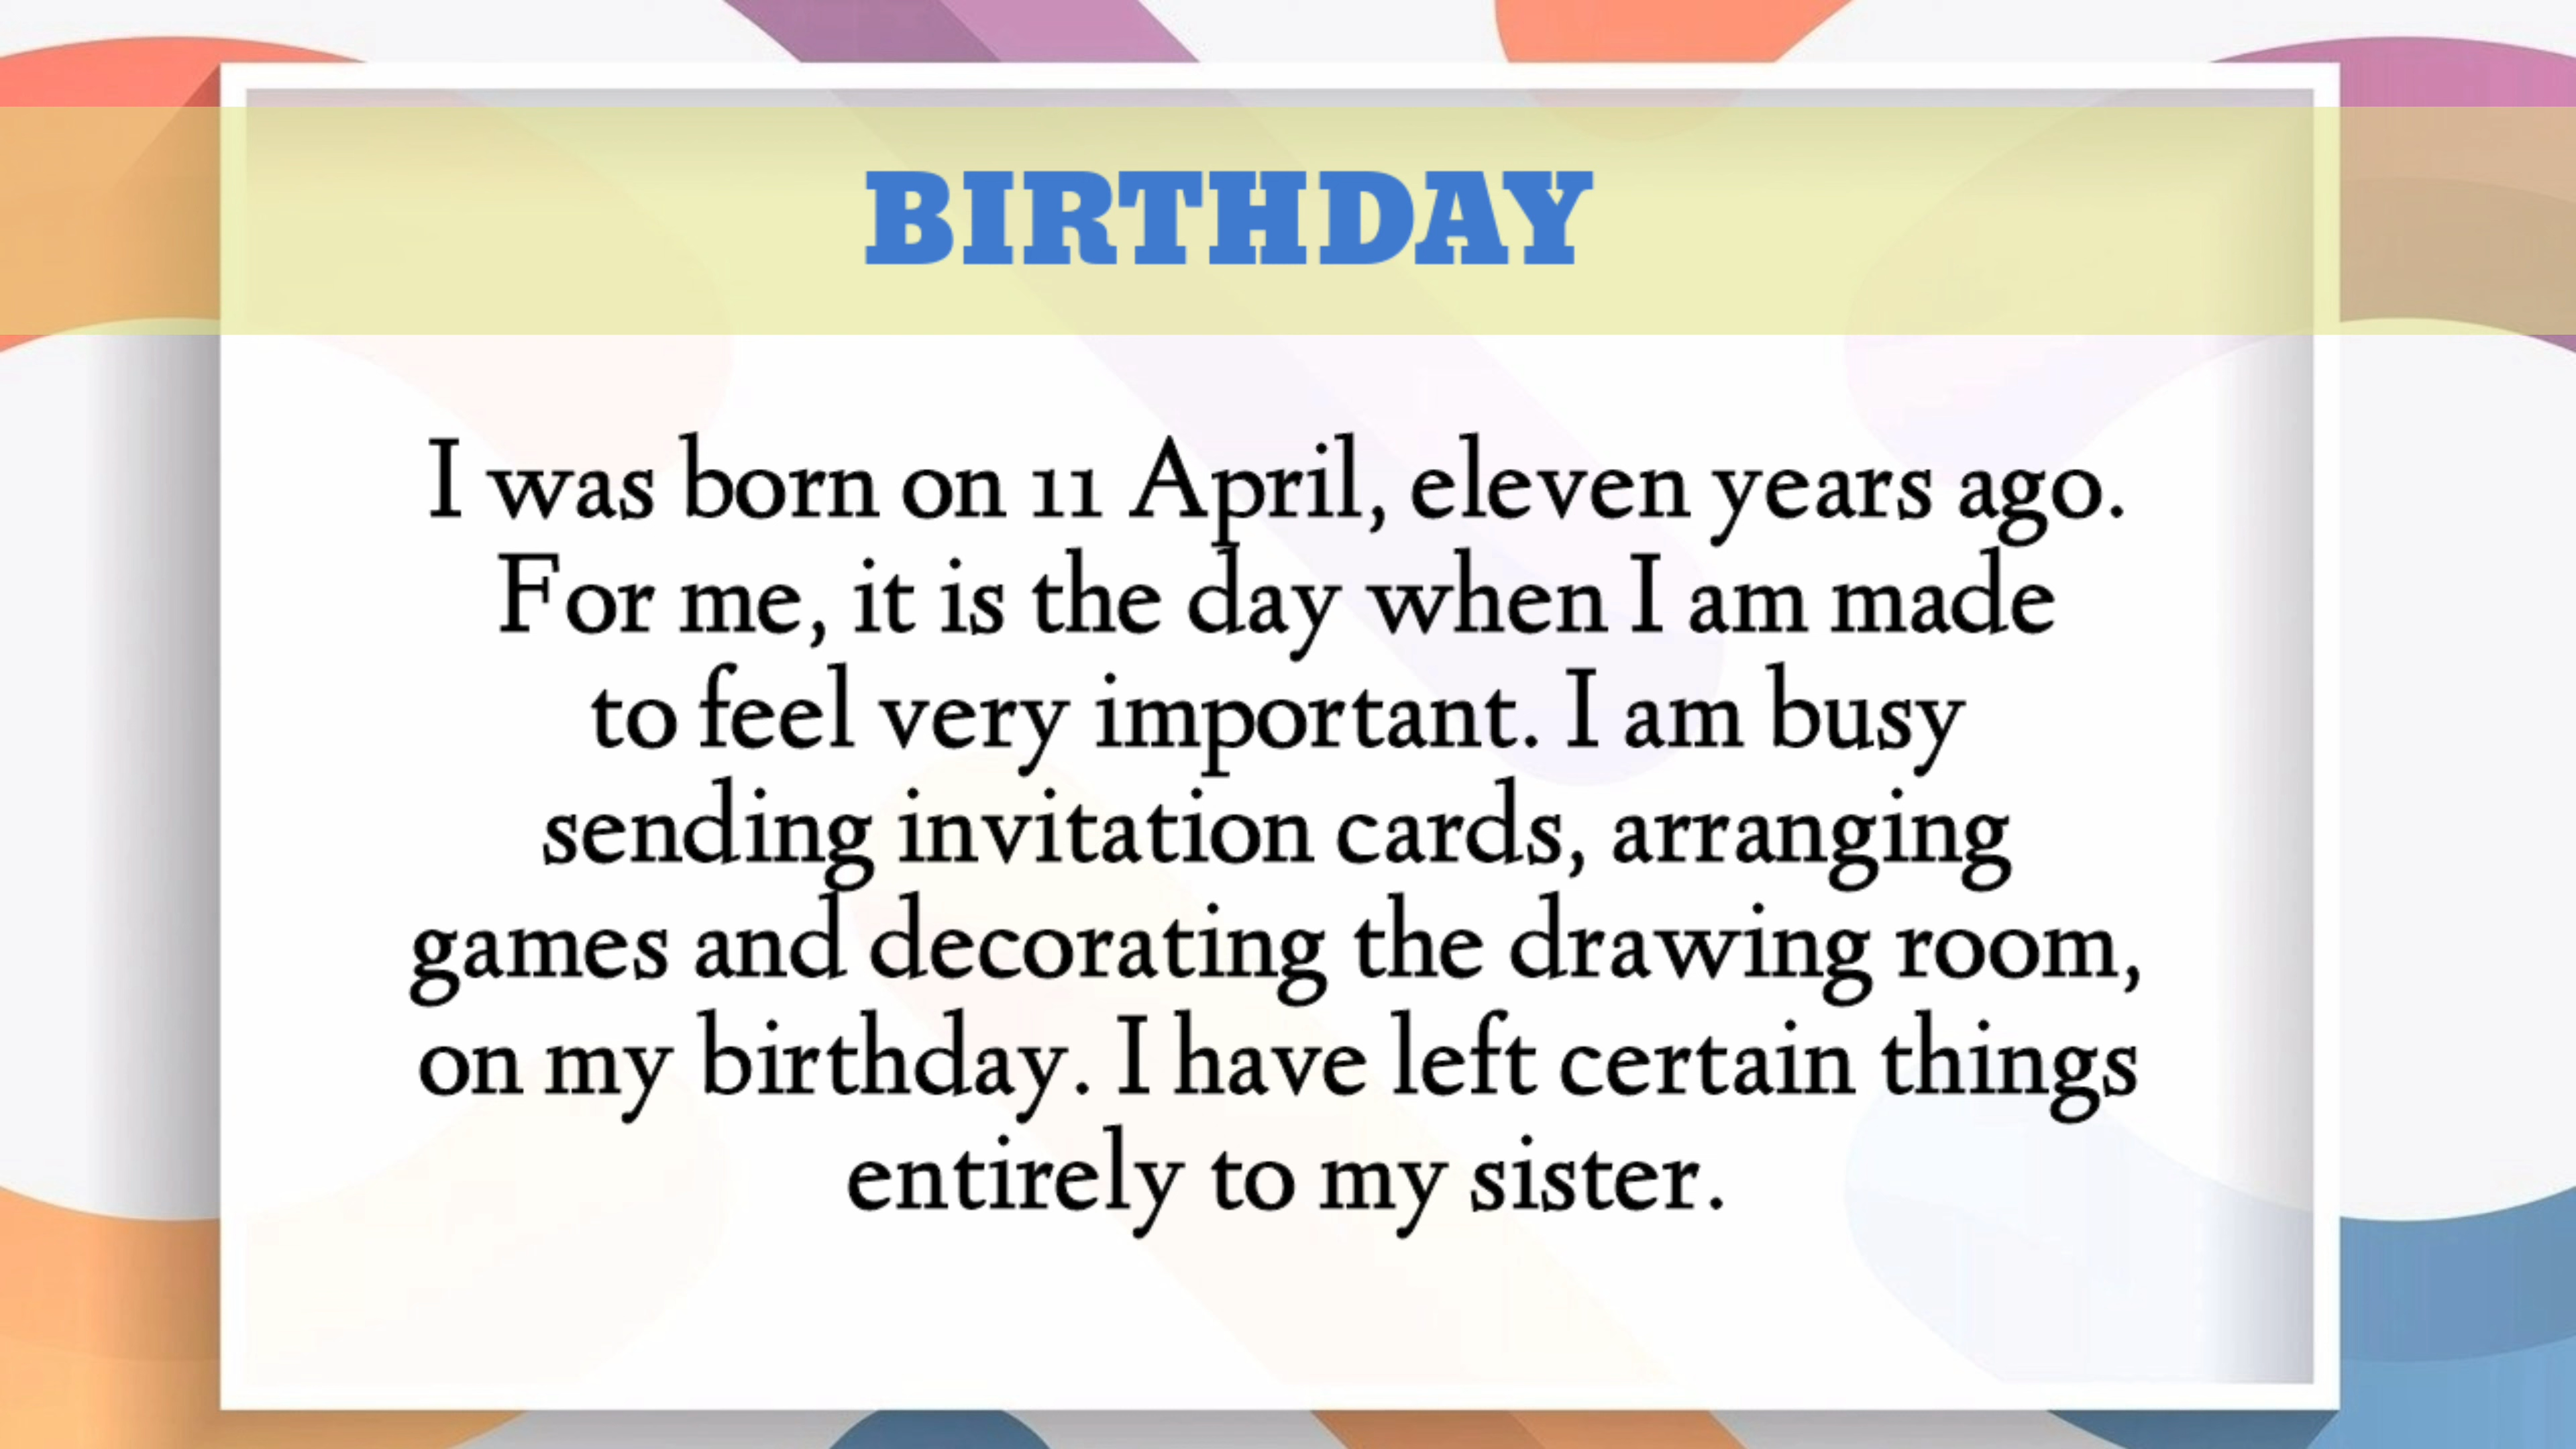 BIRTHDAY
I was born on 11 April, eleven years ago.
For me, it is the day when I am made
to feel very important. I am busy
sending invitation cards, arranging
games and decorating the drawing room,
on my birthday. I have left certain things
entirely to my sister.